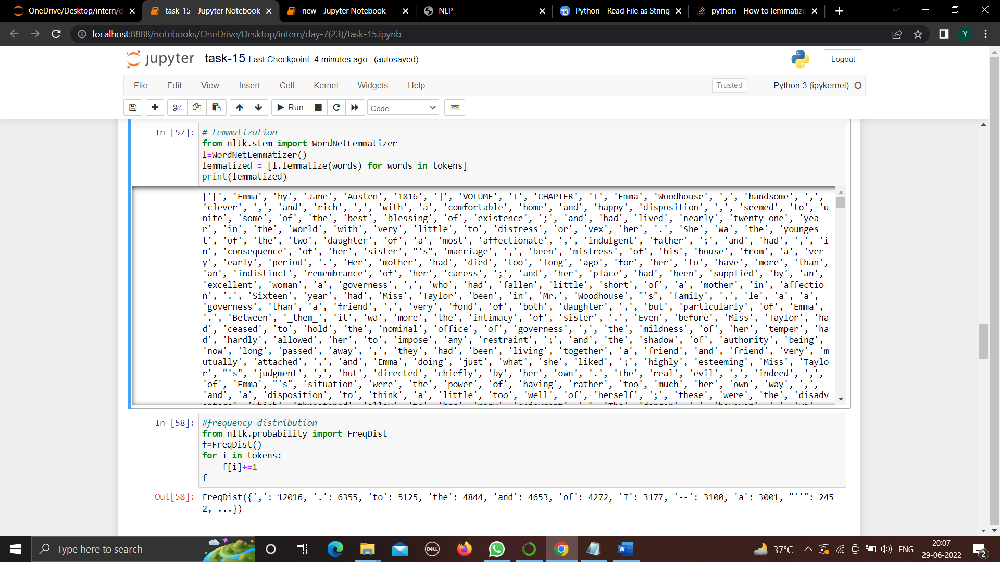 OneDrive/Desktop/intern/d
task-15 - Jupyter Notebook
new - Jupyter Notebook
NLP
Python - Read File as String
python - How to lemmatize
localhost:8888/notebooks/OneDrive/Desktop/intern/day-7(23)/task-15.ipynb
Y
jupyter task-15 Last Checkpoint: 4 minutes ago (autosaved)
Logout
File Edit View Insert Cell Kernel Widgets Help
Trusted
Python 3 (ipykernel)
Run
Code
In [57]: # lemmatization
from nltk.stem import WordNetLemmatizer
l=WordNetLemmatizer()
lemmatized = [l.lemmatize(words) for words in tokens]
print(lemmatized)
['[', 'Emma', 'by', 'Jane', 'Austen', '1816', ']', 'VOLUME', 'I', 'CHAPTER', 'I', 'Emma', 'Woodhouse', ',', 'handsome', ',',
'clever', ',', 'and', 'rich', ',', 'with', 'a', 'comfortable', 'home', 'and', 'happy', 'disposition', ',', 'seemed', 'to', 'u
nite', 'some', 'of', 'the', 'best', 'blessing', 'of', 'existence', ';', 'and', 'had', 'lived', 'nearly', 'twenty-one', 'yea
r', 'in', 'the', 'world', 'with', 'very', 'little', 'to', 'distress', 'or', 'vex', 'her', '.', 'She', 'wa', 'the', 'younges
t', 'of', 'the', 'two', 'daughter', 'of', 'a', 'most', 'affectionate', ',', 'indulgent', 'father', ';', 'and', 'had', ',', 'i
n', 'consequence', 'of', 'her', 'sister', "'s", 'marriage', ',', 'been', 'mistress', 'of', 'his', 'house', 'from', 'a', 'ver
y', 'early', 'period', '.', 'Her', 'mother', 'had', 'died', 'too', 'long', 'ago', 'for', 'her', 'to', 'have', 'more', 'than',
'an', 'indistinct', 'remembrance', 'of', 'her', 'caress', ';', 'and', 'her', 'place', 'had', 'been', 'supplied', 'by', 'an',
'excellent', 'woman', 'a', 'governess', ',', 'who', 'had', 'fallen', 'little', 'short', 'of', 'a', 'mother', 'in', 'affectio
n', '.', 'Sixteen', 'year', 'had', 'Miss', 'Taylor', 'been', 'in', 'Mr.', 'Woodhouse', "'s", 'family', ',', 'le', 'a', 'a',
'governess', 'than', 'a', 'friend', ',', 'very', 'fond', 'of', 'both', 'daughter', ',', 'but', 'particularly', 'of', 'Emma',
'.', 'Between', '_them_', 'it', 'wa', 'more', 'the', 'intimacy', 'of', 'sister', '.', 'Even', 'before', 'Miss', 'Taylor', 'ha
d', 'ceased', 'to', 'hold', 'the', 'nominal', 'office', 'of', 'governess', ',', 'the', 'mildness', 'of', 'her', 'temper', 'ha
d', 'hardly', 'allowed', 'her', 'to', 'impose', 'any', 'restraint', ';', 'and', 'the', 'shadow', 'of', 'authority', 'being',
'now', 'long', 'passed', 'away', ',', 'they', 'had', 'been', 'living', 'together', 'a', 'friend', 'and', 'friend', 'very', 'm
utually', 'attached', ',', 'and', 'Emma', 'doing', 'just', 'what', 'she', 'liked', ';', 'highly', 'esteeming', 'Miss', 'Taylo
r', "'s", 'judgment', ',', 'but', 'directed', 'chiefly', 'by', 'her', 'own', '.', 'The', 'real', 'evil', ',', 'indeed', ',',
'of', 'Emma', "'s", 'situation', 'were', 'the', 'power', 'of', 'having', 'rather', 'too', 'much', 'her', 'own', 'way', ',',
'and', 'a', 'disposition', 'to', 'think', 'a', 'little', 'too', 'well', 'of', 'herself', ';', 'these', 'were', 'the', 'disadv
In [58]: #frequency distribution
from nltk.probability import FreqDist
f=FreqDist()
for i in tokens:
f[i]+=1
f
Out[58]: FreqDist({',': 12016, '.': 6355, 'to': 5125, 'the': 4844, 'and': 4653, 'of': 4272, 'I': 3177, '--': 3100, 'a': 3001, "''": 245
2, ...})
Type here to search
DELL
W
37°C
ENG
20:07
29-06-2022
2